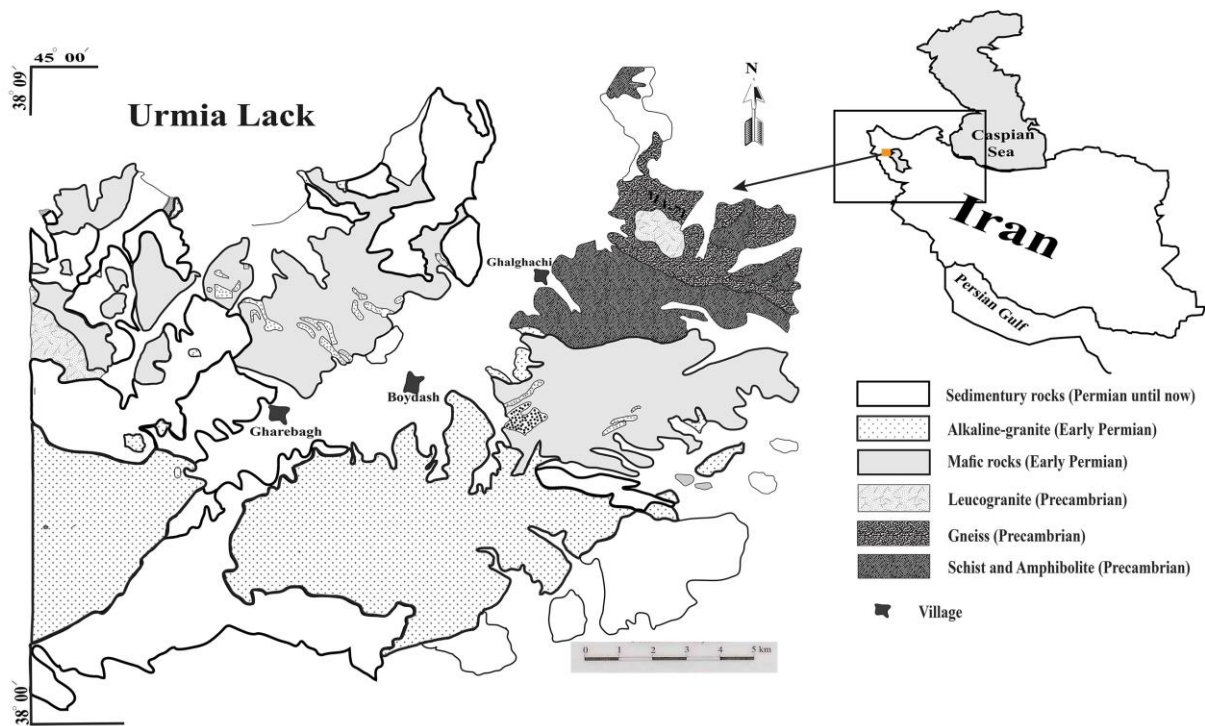 45° 00′
38° 09′
Urmia Lack
N
Caspian
Sea
Iran
Persian Gulf
Ghalghachi
Boydash
Gharebagh
38° 00′
0 1 2 3 4 5 km
Sedimentury rocks (Permian until now)
Alkaline-granite (Early Permian)
Mafic rocks (Early Permian)
Leucogranite (Precambrian)
Gneiss (Precambrian)
Schist and Amphibolite (Precambrian)
Village